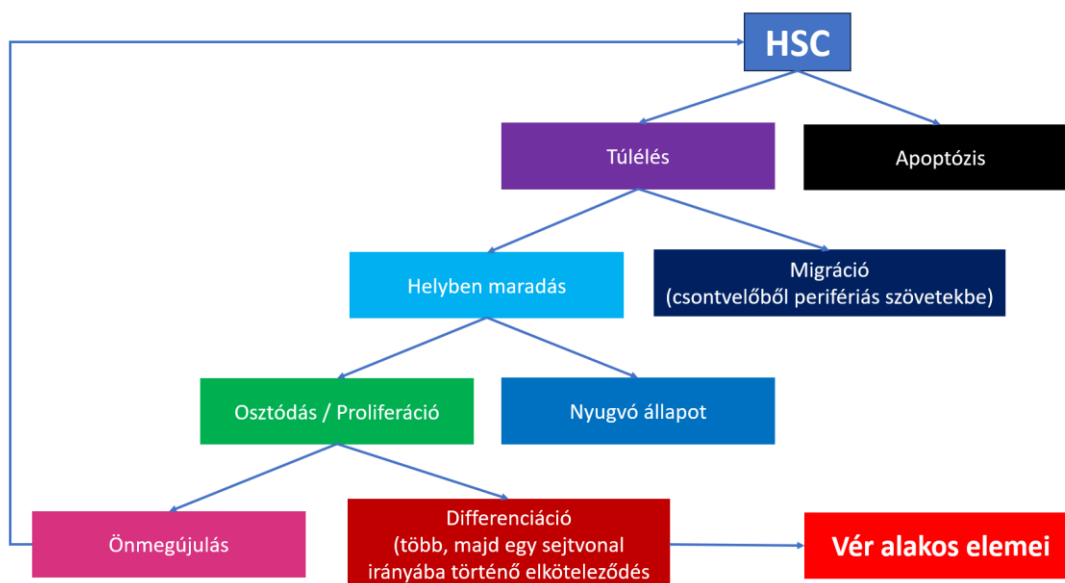 HSC
Túlélés
Apoptózis
Helyben maradás
Migráció
(csontvelőből perifériás szövetekbe)
Osztódás / Proliferáció
Nyugvó állapot
Önmegújulás
Differenciáció
(több, majd egy sejtvonal
irányába történő elköteleződés
Vér alakos elemei